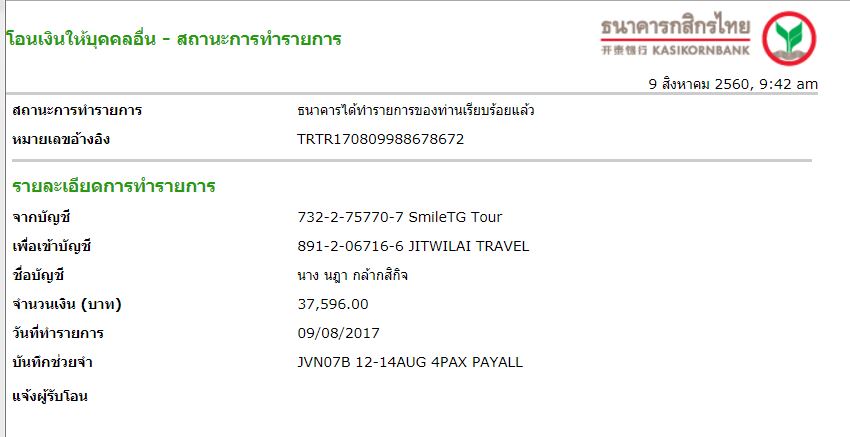 ธนาคารกสิกรไทย
开泰银行 KASIKORNBANK
โอนเงินให้บุคคลอื่น - สถานะการทำรายการ
9 สิงหาคม 2560, 9:42 am
สถานะการทำรายการ ธนาคารได้ทำรายการของท่านเรียบร้อยแล้ว
หมายเลขอ้างอิง TRTR170809988678672
รายละเอียดการทำรายการ
จากบัญชี 732-2-75770-7 SmileTG Tour
เพื่อเข้าบัญชี 891-2-06716-6 JITWILAI TRAVEL
ชื่อบัญชี นาง นฎา กล้ากสิกิจ
จำนวนเงิน (บาท) 37,596.00
วันที่ทำรายการ 09/08/2017
บันทึกช่วยจำ JVN07B 12-14AUG 4PAX PAYALL
แจ้งผู้รับโอน